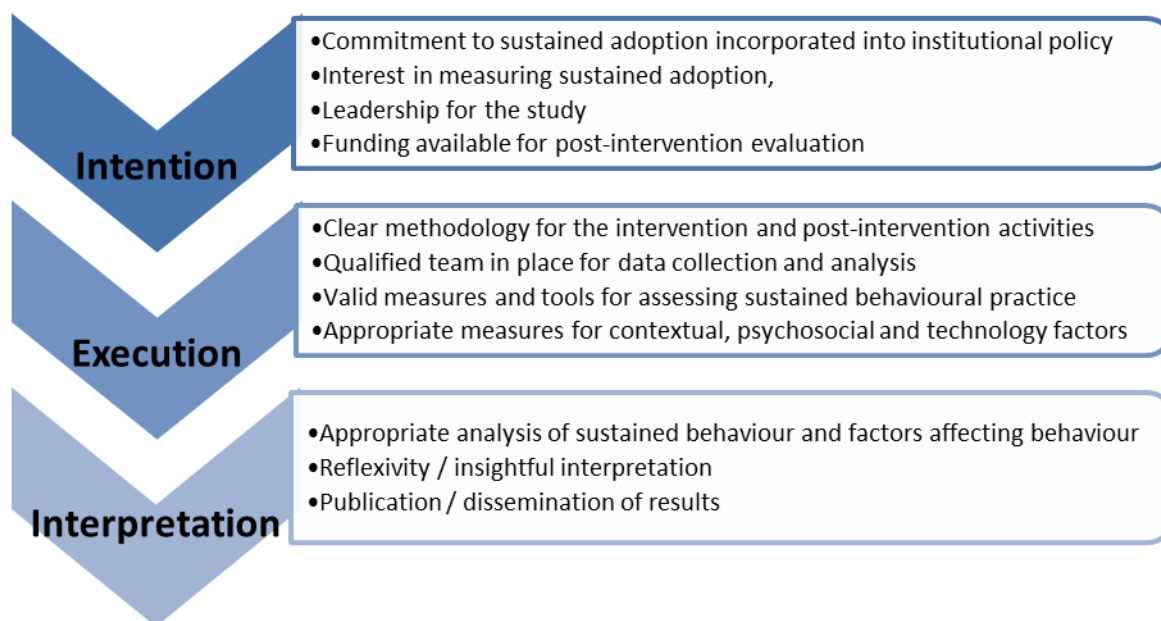 Intention
•Commitment to sustained adoption incorporated into institutional policy
•Interest in measuring sustained adoption,
•Leadership for the study
•Funding available for post-intervention evaluation
Execution
•Clear methodology for the intervention and post-intervention activities
•Qualified team in place for data collection and analysis
•Valid measures and tools for assessing sustained behavioural practice
•Appropriate measures for contextual, psychosocial and technology factors
Interpretation
•Appropriate analysis of sustained behaviour and factors affecting behaviour
•Reflexivity / insightful interpretation
•Publication / dissemination of results